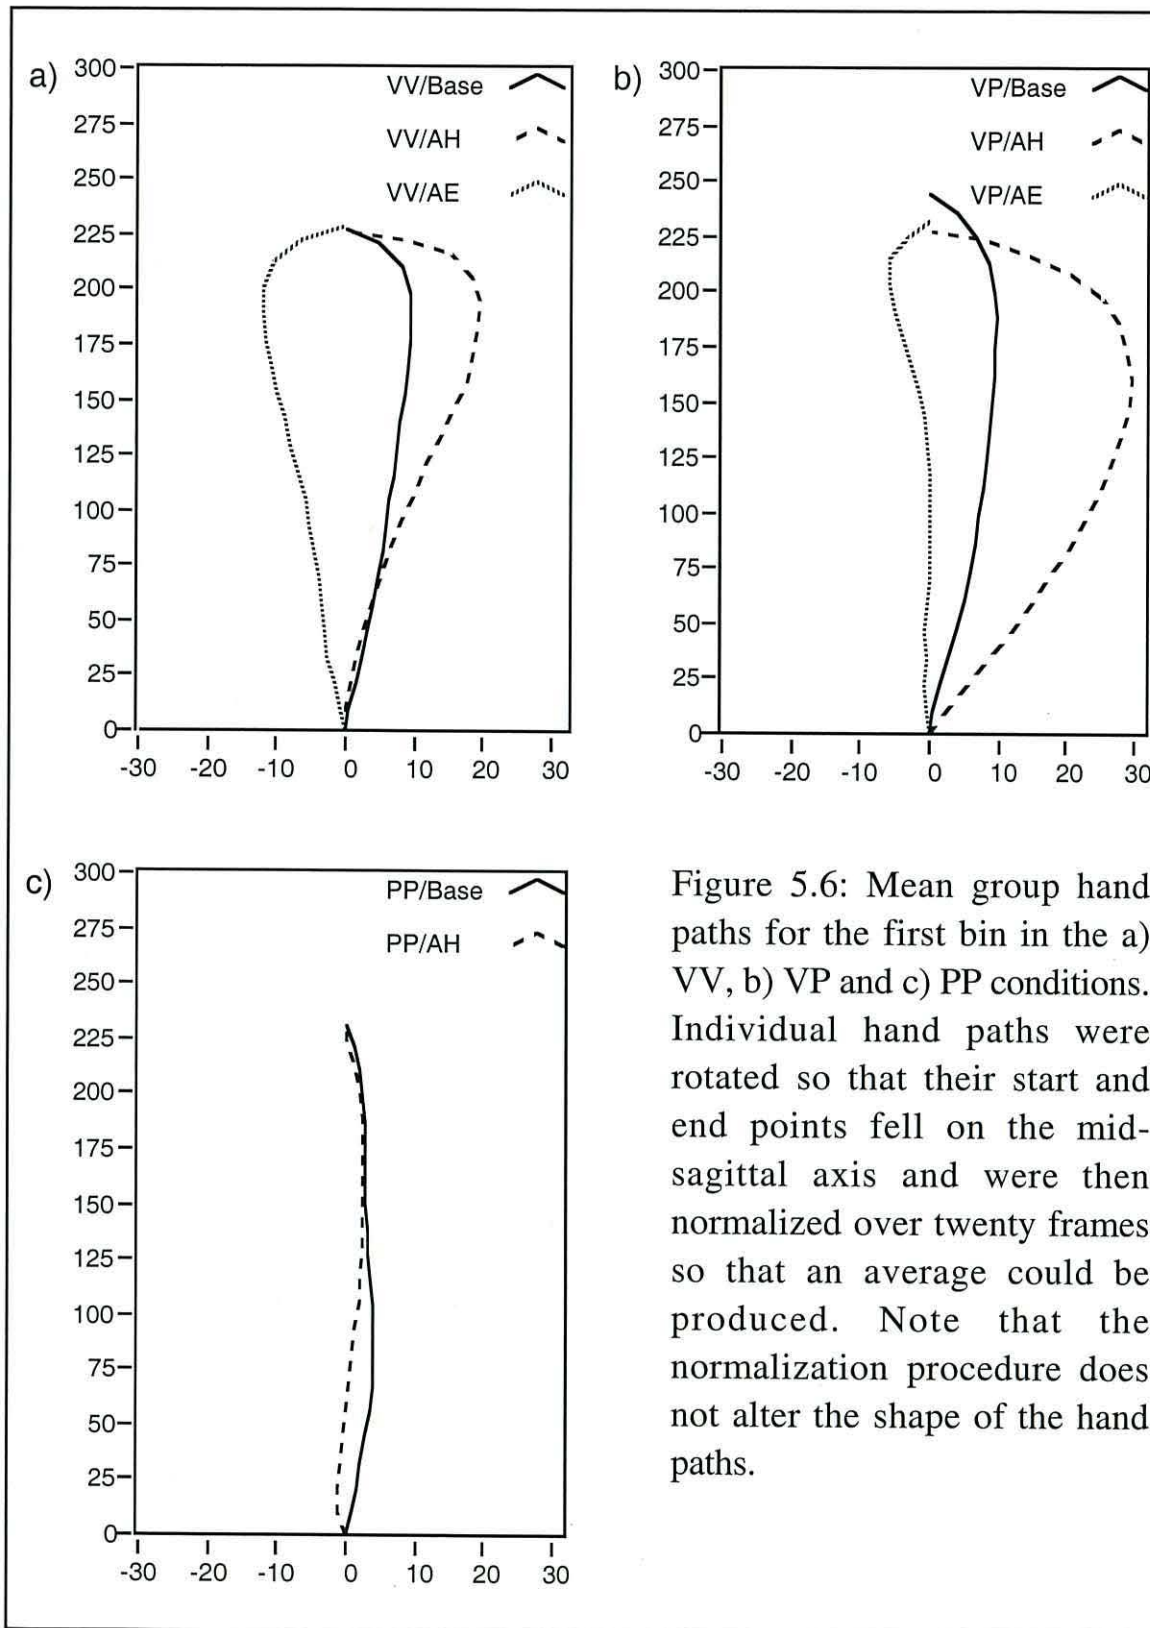 a)
300
275
250
225
200
175
150
125
100
75
50
25
0
-30 -20 -10 0 10 20 30
VV/Base
VV/AH
VV/AE
b)
300
275
250
225
200
175
150
125
100
75
50
25
0
-30 -20 -10 0 10 20 30
VP/Base
VP/AH
VP/AE
c)
300
275
250
225
200
175
150
125
100
75
50
25
0
-30 -20 -10 0 10 20 30
PP/Base
PP/AH
Figure 5.6: Mean group hand
paths for the first bin in the a)
VV, b) VP and c) PP conditions.
Individual hand paths were
rotated so that their start and
end points fell on the mid-
sagittal axis and were then
normalized over twenty frames
so that an average could be
produced. Note that the
normalization procedure does
not alter the shape of the hand
paths.